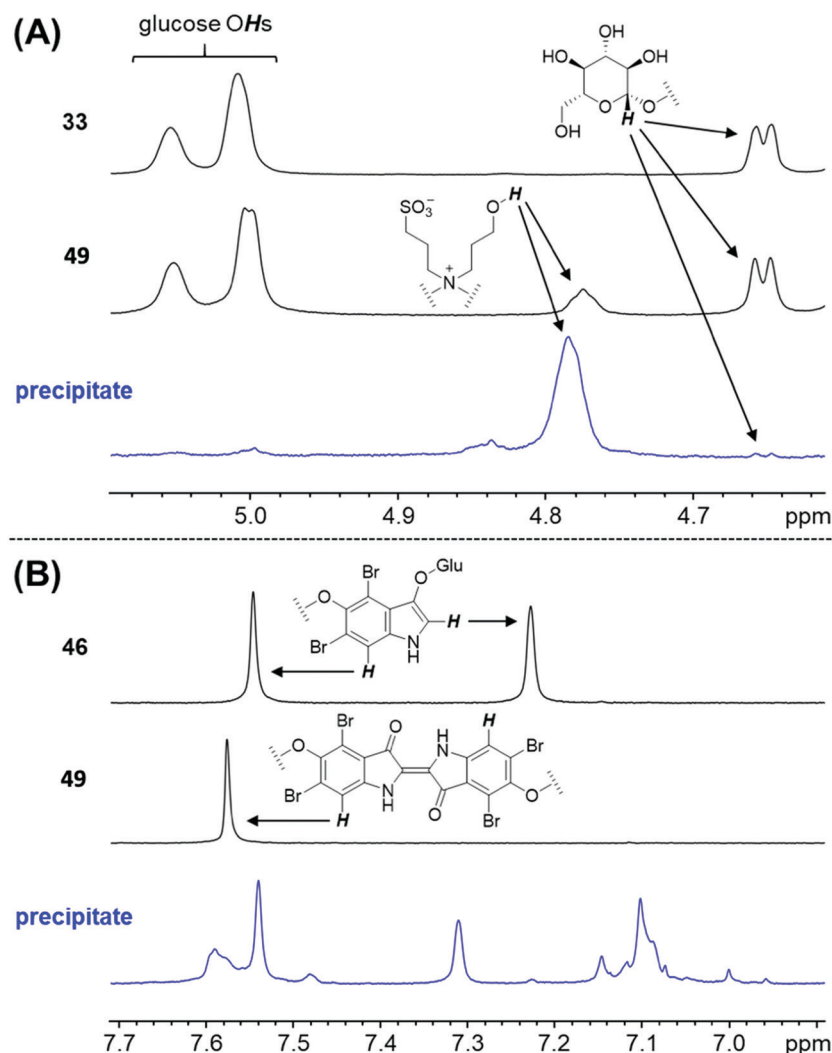 (A)
glucose OHs
33
OH
HO
OH
O
O
H
OH
49
SO3−
O
H
N
+
precipitate
5.0 4.9 4.8 4.7 ppm
(B)
46
Br
O
Glu
O
Br
N
H
H
H
49
Br
O
H
N
H
Br
O
Br
N
H
O
Br
O
H
precipitate
7.7 7.6 7.5 7.4 7.3 7.2 7.1 7.0 ppm